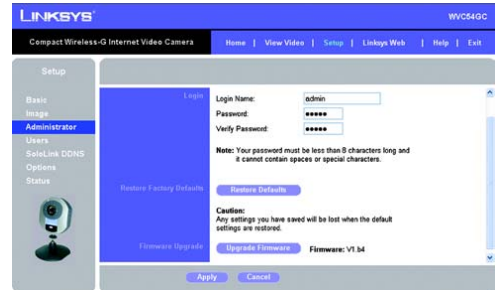 LINKSYS®
WVC54GC
Compact Wireless-G Internet Video Camera
Home | View Video | Setup | Linksys Web | Help | Exit
Setup
Basic
Image
Administrator
Users
SoloLink DDNS
Options
Status
Login
Login Name: admin
Password: •••••
Verify Password: •••••
Note: Your password must be less than 8 characters long and
it cannot contain spaces or special characters.
Restore Factory Defaults
Restore Defaults
Caution:
Any settings you have saved will be lost when the default
settings are restored.
Firmware Upgrade
Upgrade Firmware
Firmware: V1.b4
Apply
Cancel